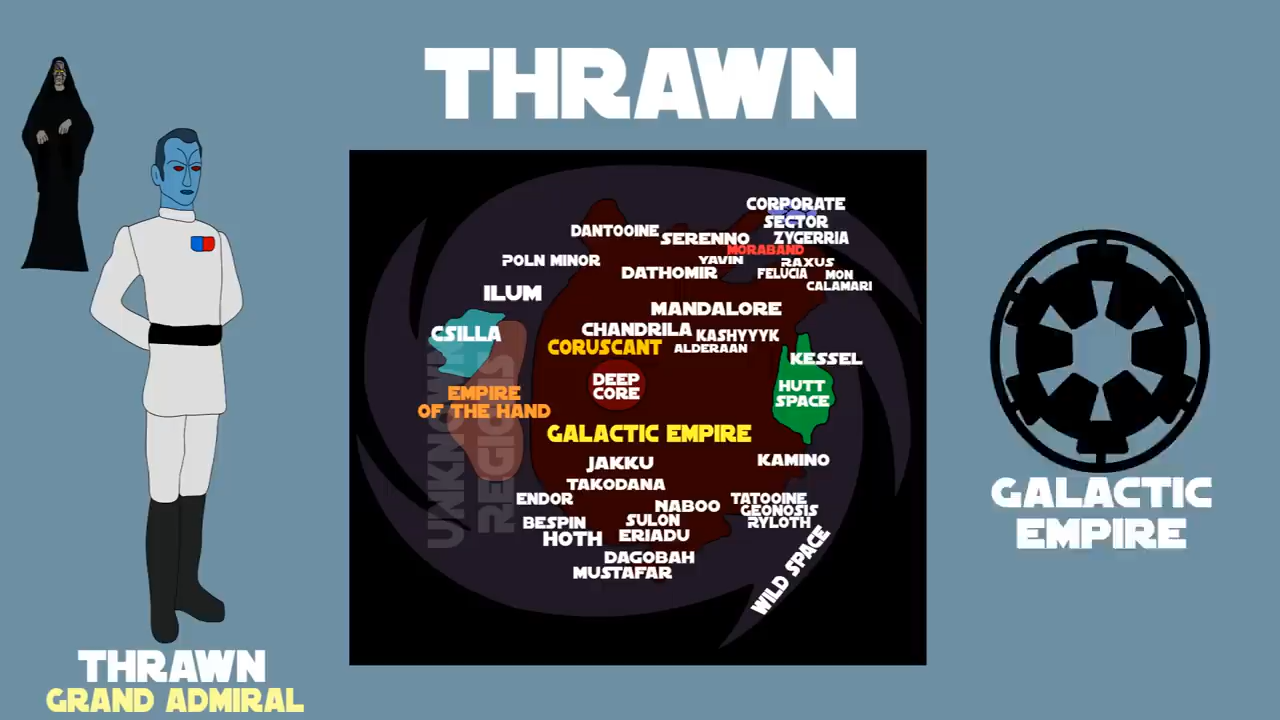 THRAWN
CORPORATE
SECTOR
DANTOOINE
SERENNO
ZYGERRIA
MORABAND
POLN MINOR
YAVIN
RAXUS
DATHOMIR
FELUCIA
MON
CALAMARI
ILUM
MANDALORE
CSILLA
CHANDRILA
KASHYYYK
CORUSCANT
ALDERAAN
KESSEL
DEEP
CORE
HUTT
SPACE
EMPIRE
OF THE HAND
UNKNOWN
REGIONS
GALACTIC EMPIRE
JAKKU
KAMINO
TAKODANA
ENDOR
NABOO
TATOOINE
GEONOSIS
BESPIN
SULON
RYLOTH
HOTH
ERIADU
WILD SPACE
DAGOBAH
MUSTAFAR
GALACTIC
EMPIRE
THRAWN
GRAND ADMIRAL